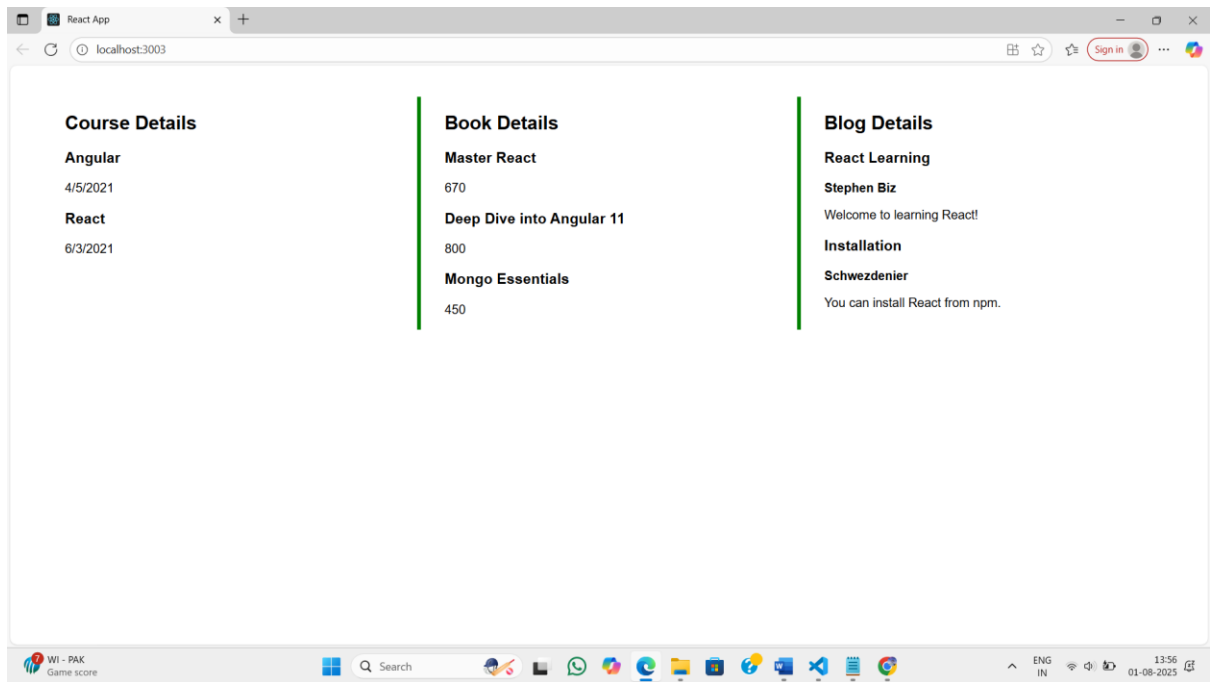 React App
localhost:3003
Sign in
Course Details
Angular
4/5/2021
React
6/3/2021
Book Details
Master React
670
Deep Dive into Angular 11
800
Mongo Essentials
450
Blog Details
React Learning
Stephen Biz
Welcome to learning React!
Installation
Schwezdenier
You can install React from npm.
7
WI - PAK
Game score
Search
ENG
IN
13:56
01-08-2025